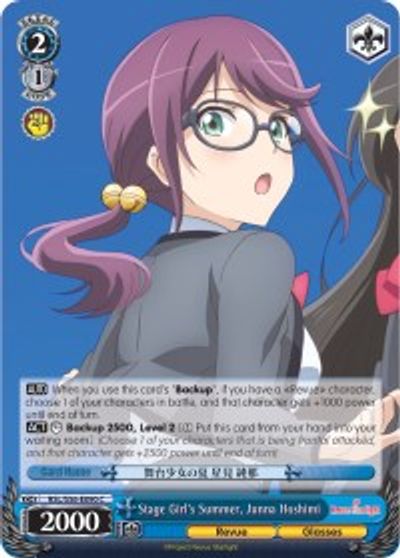 2
1
AUTO When you use this card's "Backup", if you have a «Revue» character,
choose 1 of your characters in battle, and that character gets +1000 power
until end of turn.
ACT Backup 2500, Level 2 [ Put this card from your hand into your
waiting room] (Choose 1 of your characters that is being frontal attacked,
and that character gets +2500 power until end of turn)
Card Name
舞台少女の夏 星見 純那
2000
Stage Girl's Summer, Junna Hoshimi
Revue
Glasses